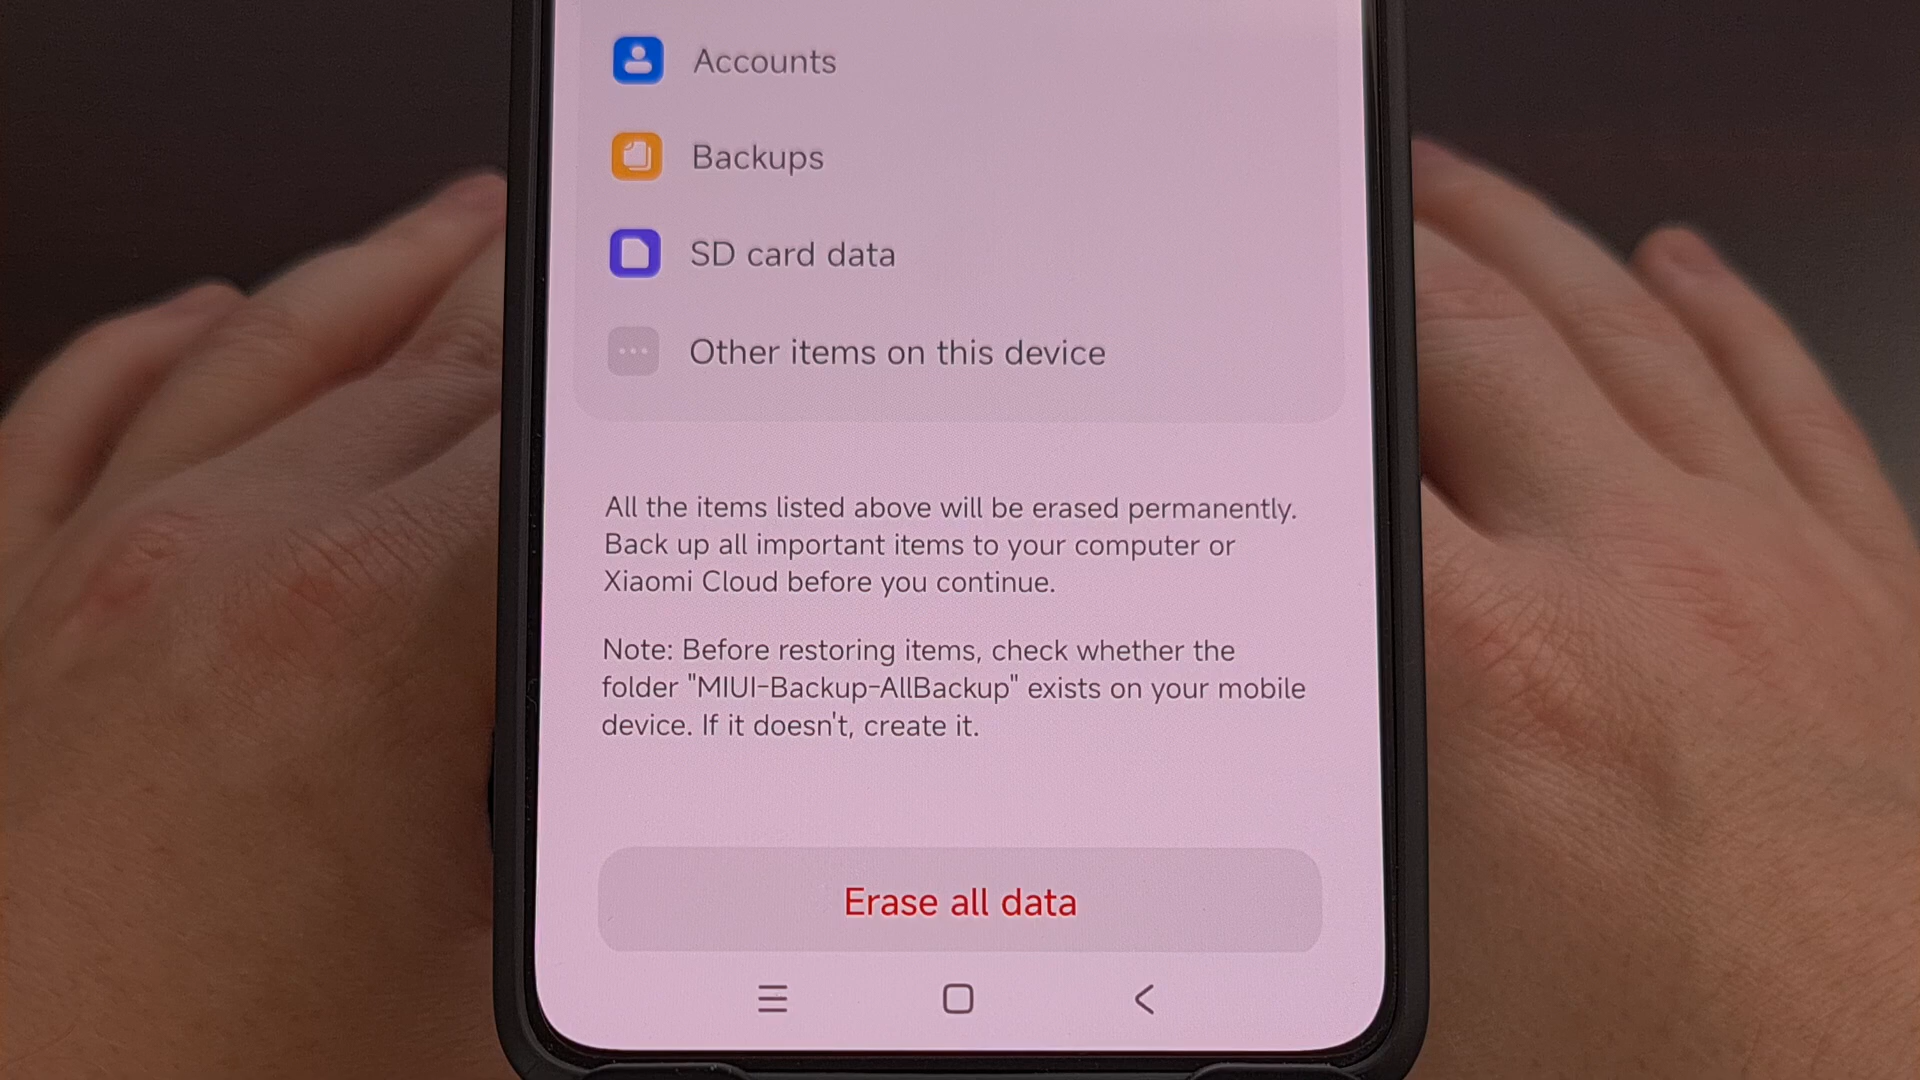 Accounts
Backups
SD card data
Other items on this device
All the items listed above will be erased permanently.
Back up all important items to your computer or
Xiaomi Cloud before you continue.
Note: Before restoring items, check whether the
folder "MIUI-Backup-AllBackup" exists on your mobile
device. If it doesn't, create it.
Erase all data